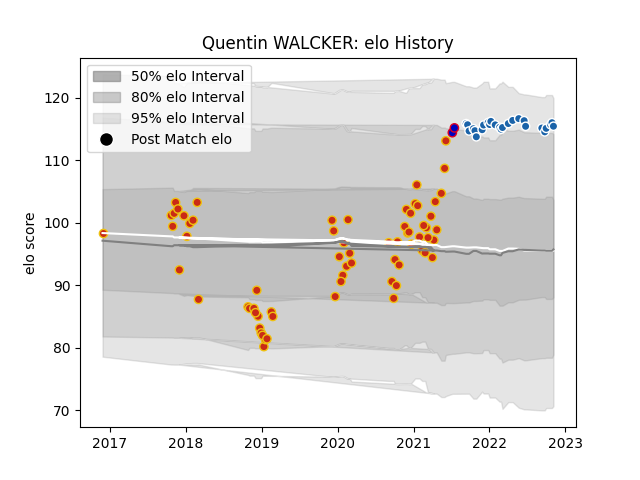 Quentin WALCKER: elo History
50% elo Interval
80% elo Interval
95% elo Interval
Post Match elo
elo score
120
110
100
90
80
70
2017 2018 2019 2020 2021 2022 2023